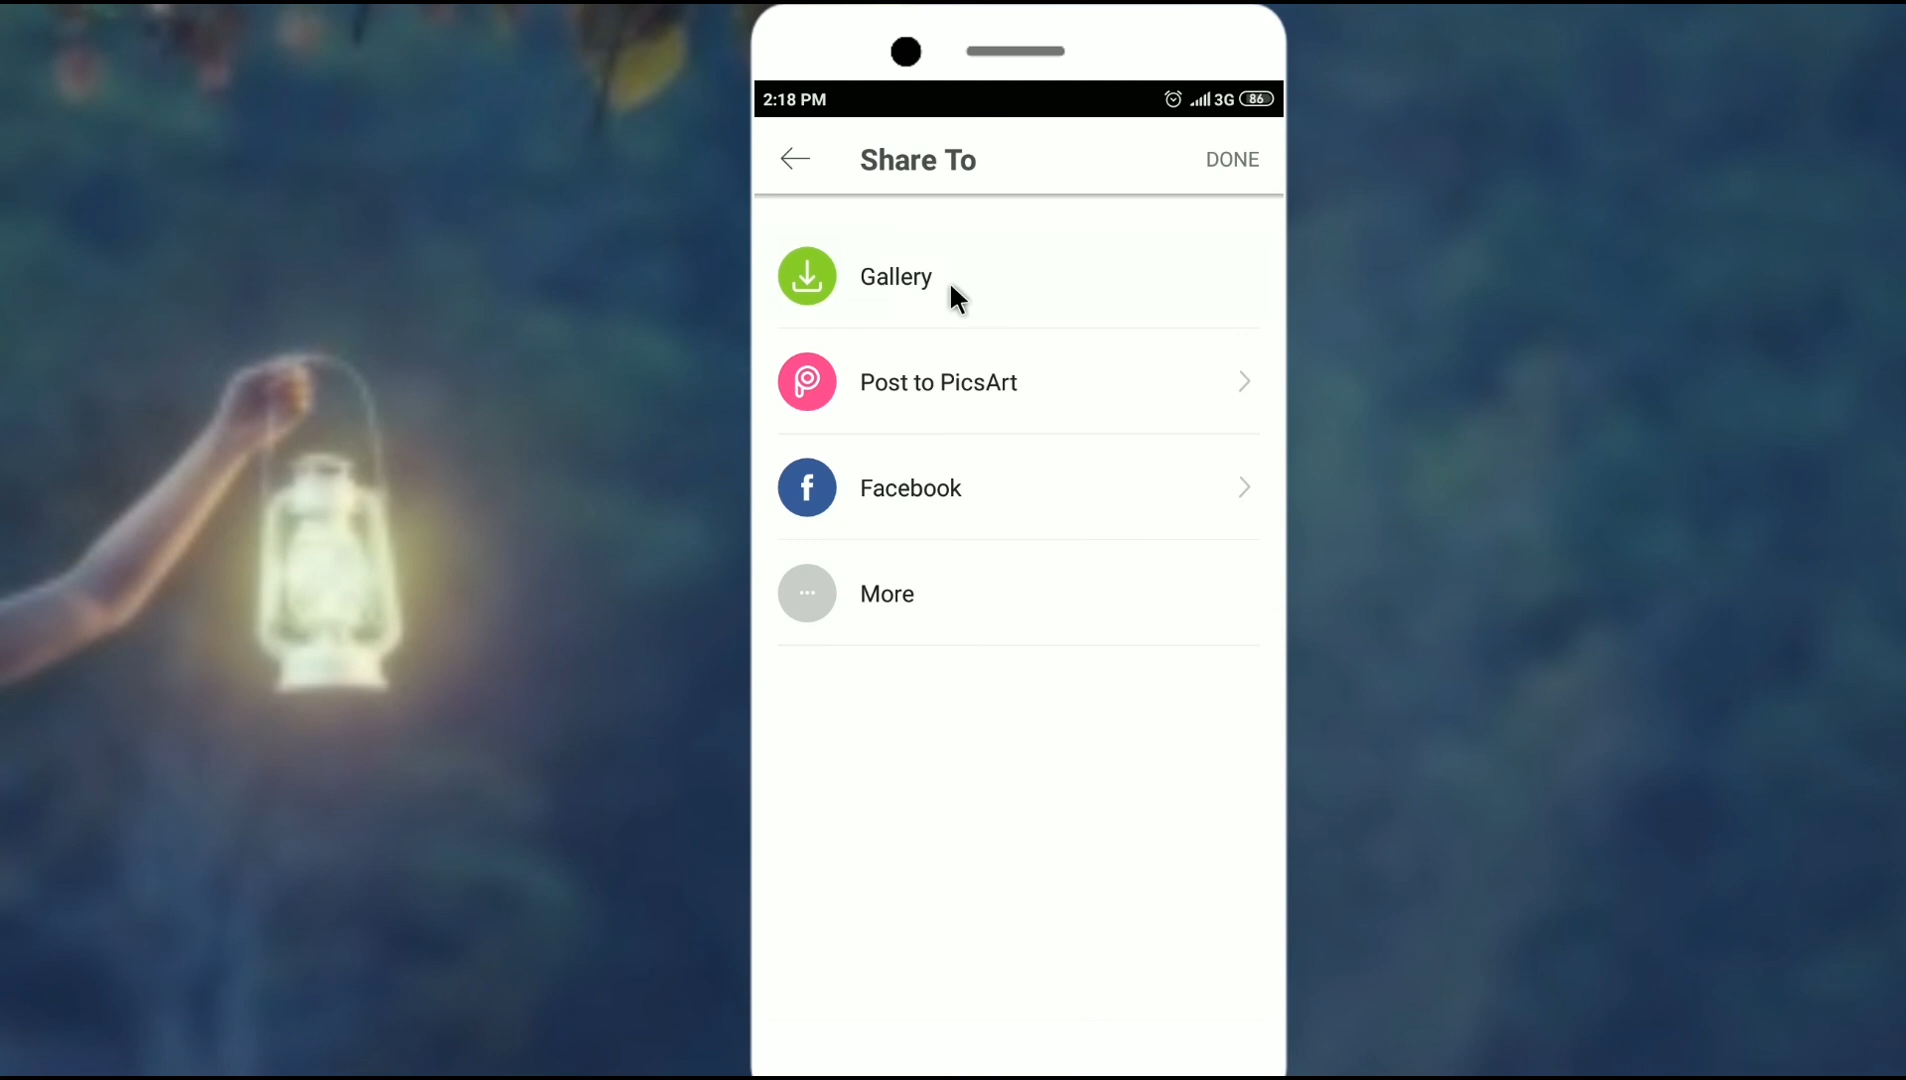 2:18 PM 3G 86
Share To DONE
Gallery
Post to PicsArt
Facebook
More